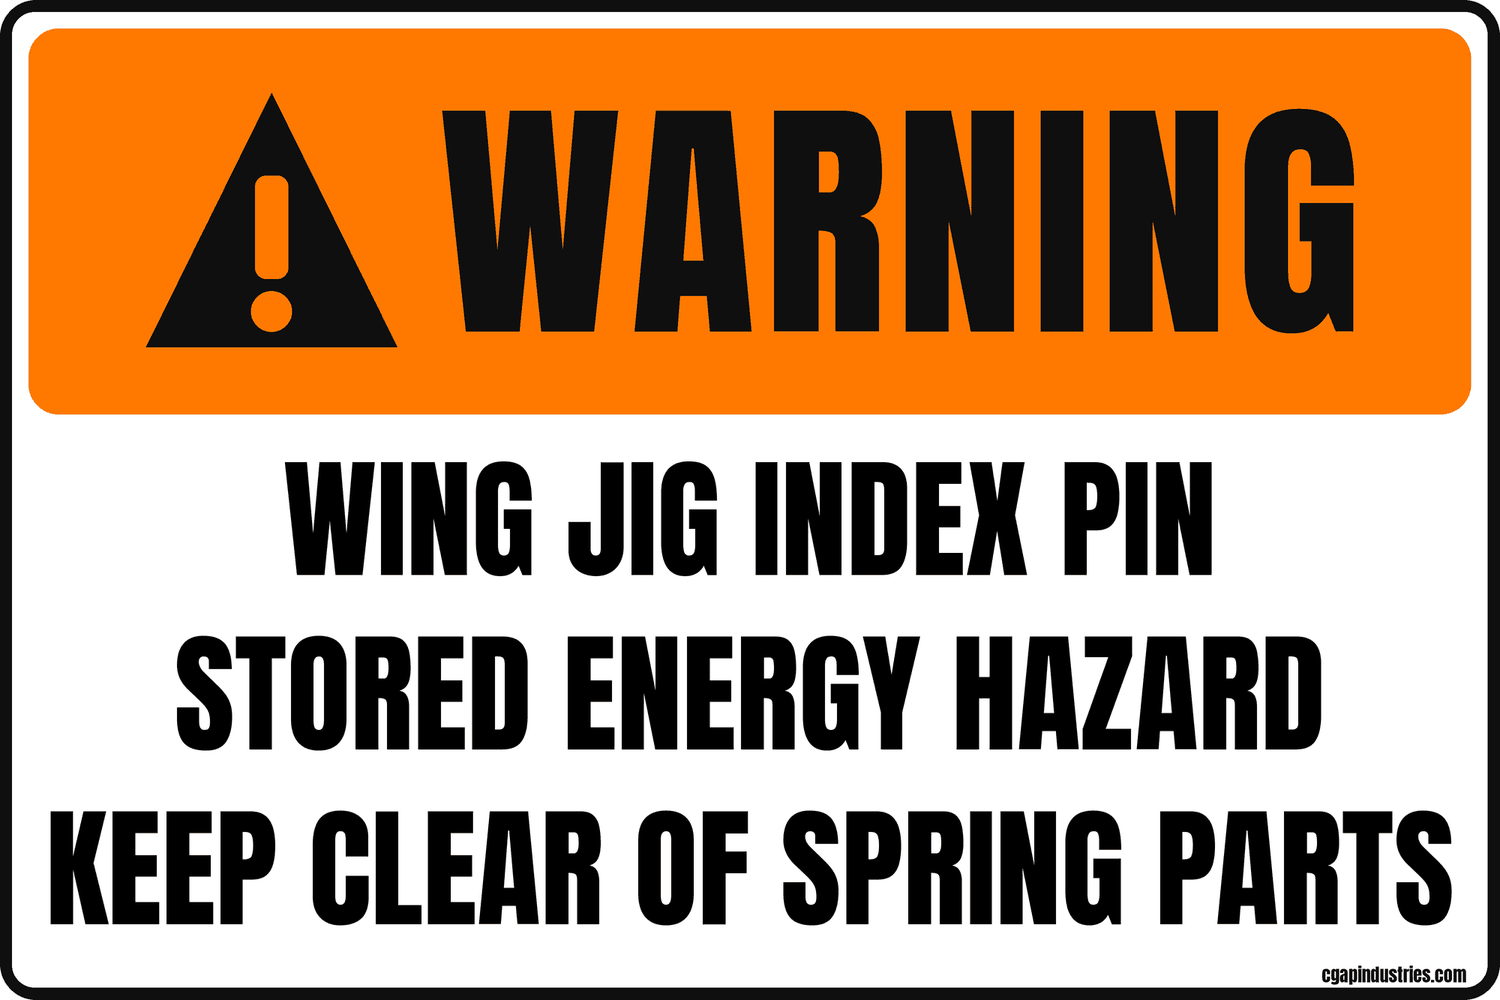 WARNING
WING JIG INDEX PIN
STORED ENERGY HAZARD
KEEP CLEAR OF SPRING PARTS
cgapindustries.com